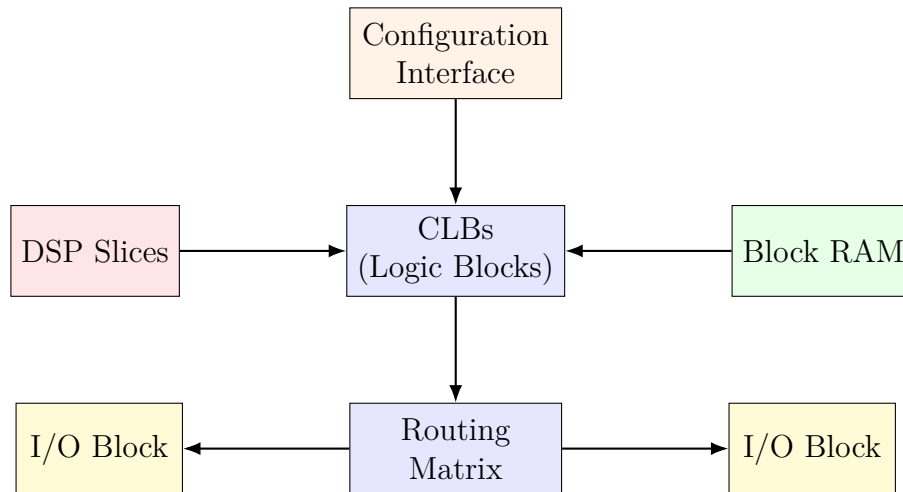 Configuration
Interface
DSP Slices
CLBs
(Logic Blocks)
Block RAM
I/O Block
Routing
Matrix
I/O Block